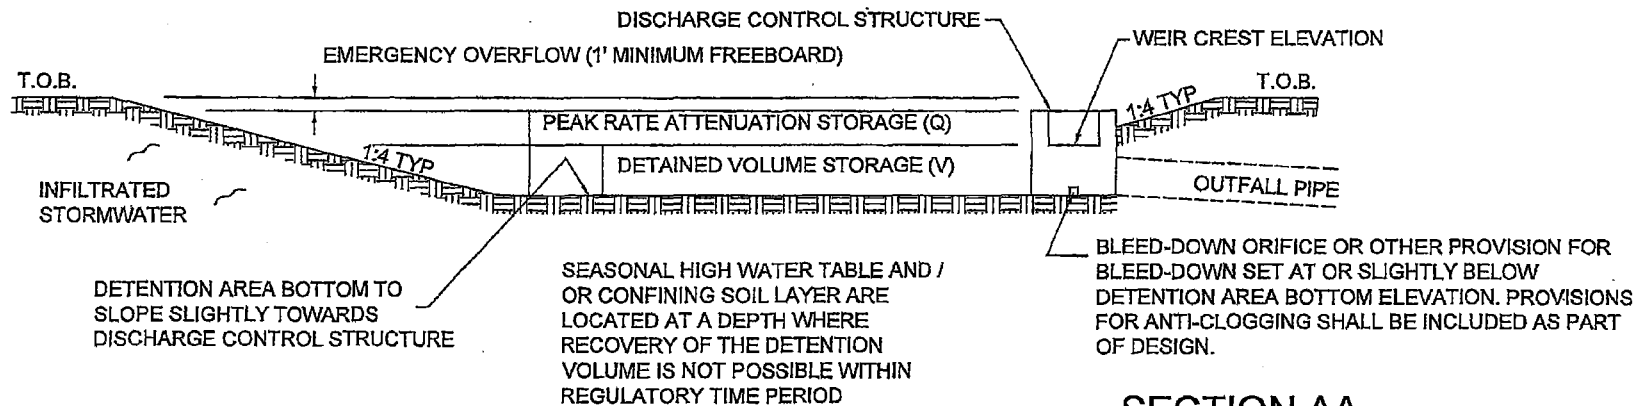 DISCHARGE CONTROL STRUCTURE
WEIR CREST ELEVATION
EMERGENCY OVERFLOW (1' MINIMUM FREEBOARD)
T.O.B.
T.O.B.
1:4 TYP
PEAK RATE ATTENUATION STORAGE (Q)
1:4 TYP
DETAINED VOLUME STORAGE (V)
OUTFALL PIPE
INFILTRATED
STORMWATER
DETENTION AREA BOTTOM TO
SLOPE SLIGHTLY TOWARDS
DISCHARGE CONTROL STRUCTURE
SEASONAL HIGH WATER TABLE AND /
OR CONFINING SOIL LAYER ARE
LOCATED AT A DEPTH WHERE
RECOVERY OF THE DETENTION
VOLUME IS NOT POSSIBLE WITHIN
REGULATORY TIME PERIOD
BLEED-DOWN ORIFICE OR OTHER PROVISION FOR
BLEED-DOWN SET AT OR SLIGHTLY BELOW
DETENTION AREA BOTTOM ELEVATION. PROVISIONS
FOR ANTI-CLOGGING SHALL BE INCLUDED AS PART
OF DESIGN.
SECTION AA